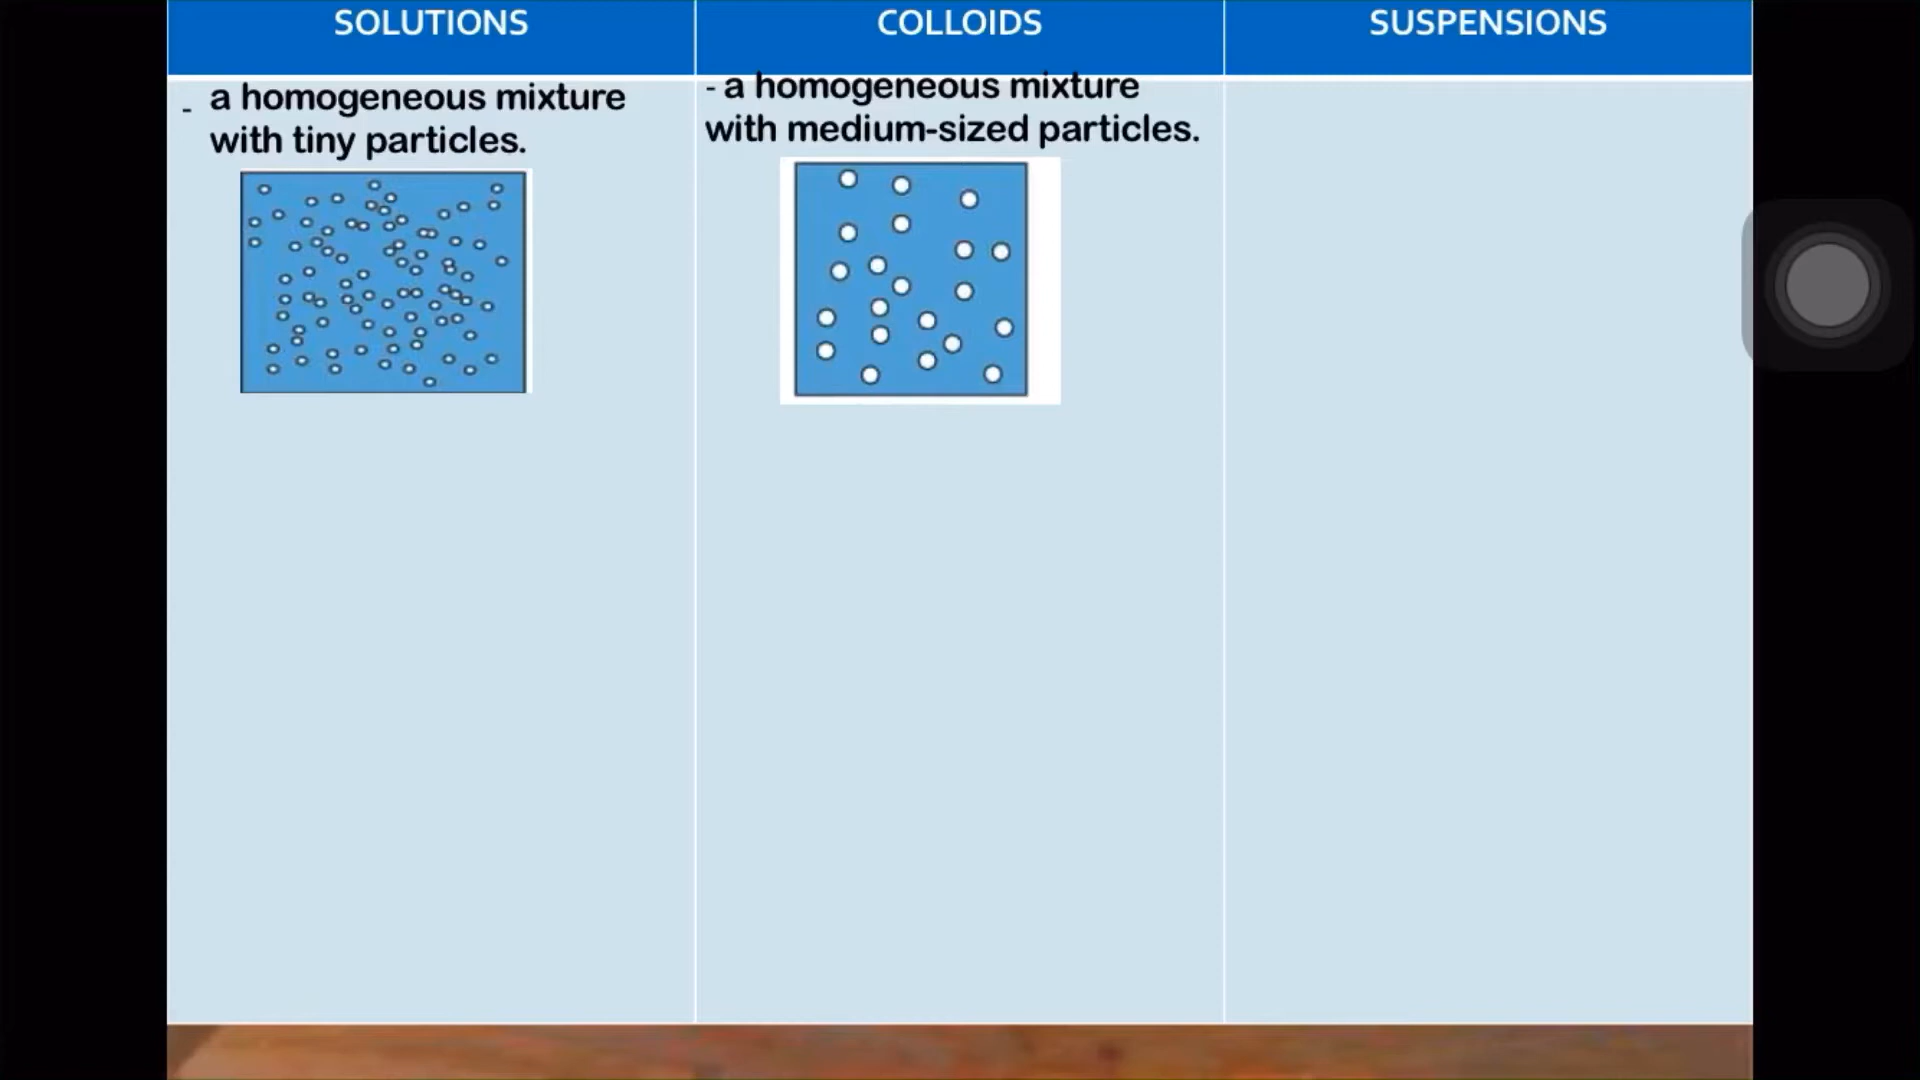 SOLUTIONS
COLLOIDS
SUSPENSIONS
- a homogeneous mixture
with tiny particles.
- a homogeneous mixture
with medium-sized particles.